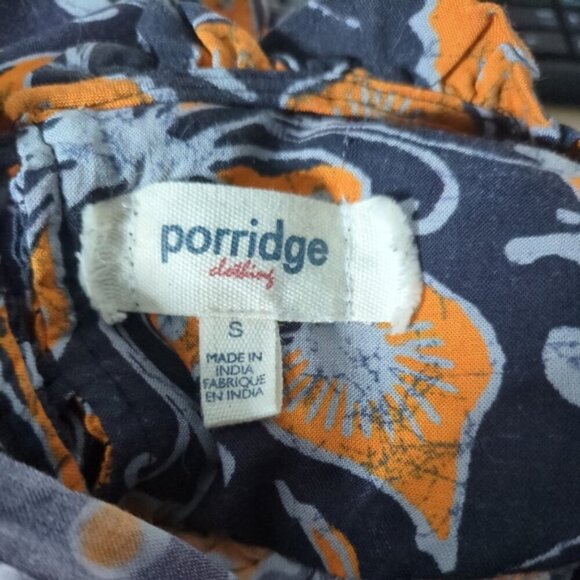 porridge
clothing
S
MADE IN
INDIA
FABRIQUE
EN INDIA